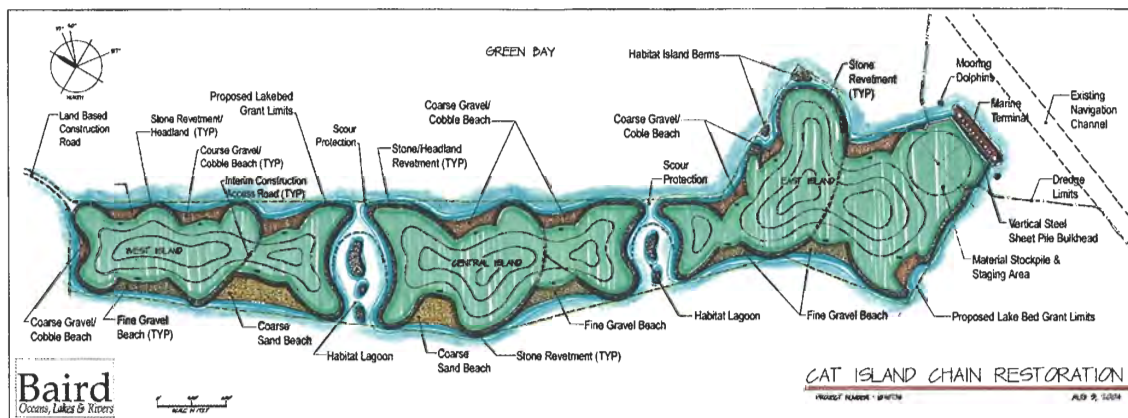 GREEN BAY
NORTH
Land Based
Construction
Road
Stone Revetment/
Headland (TYP)
Course Gravel/
Cobble Beach (TYP)
Interim Construction
Access Road (TYP)
Proposed Lakebed
Grant Limits
Scour
Protection
Stone/Headland
Revetment (TYP)
Coarse Gravel/
Cobble Beach
Habitat Island Berms
Coarse Gravel/
Coble Beach
Scour
Protection
Stone
Revetment
(TYP)
Mooring
Dolphins
Marine
Terminal
Existing
Navigation
Channel
Dredge
Limits
Vertical Steel
Sheet Pile Bulkhead
Material Stockpile &
Staging Area
Proposed Lake Bed Grant Limits
WEST ISLAND
CENTRAL ISLAND
EAST ISLAND
Coarse Gravel/
Cobble Beach
Fine Gravel
Beach (TYP)
Coarse
Sand Beach
Habitat Lagoon
Coarse
Sand Beach
Stone Revetment (TYP)
Fine Gravel Beach
Habitat Lagoon
Fine Gravel Beach
Baird
Oceans, Lakes & Rivers
CAT ISLAND CHAIN RESTORATION
PROJECT NUMBER